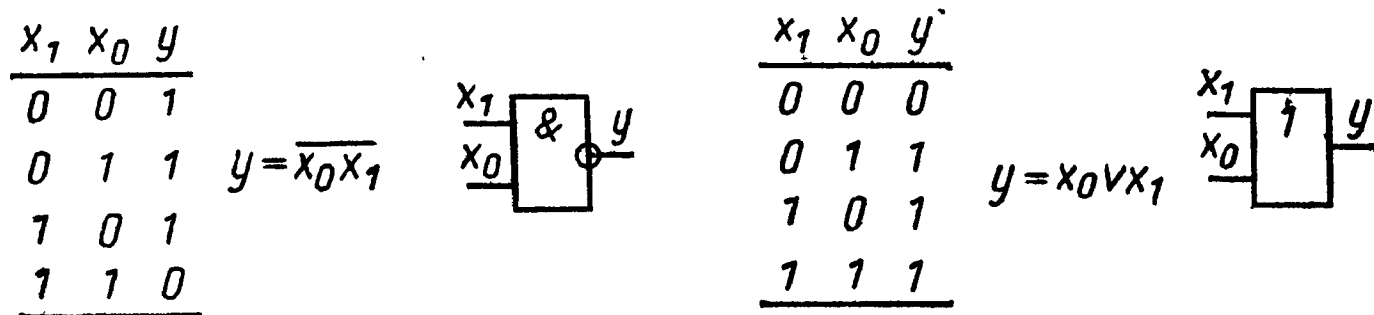 x₁ x₀ y
0 0 1
0 1 1
1 0 1
1 1 0
y = \overline{x₀x₁}
x₁
x₀
&
y
x₁ x₀ y
0 0 0
0 1 1
1 0 1
1 1 1
y = x₀ ∨ x₁
x₁
x₀
1
y